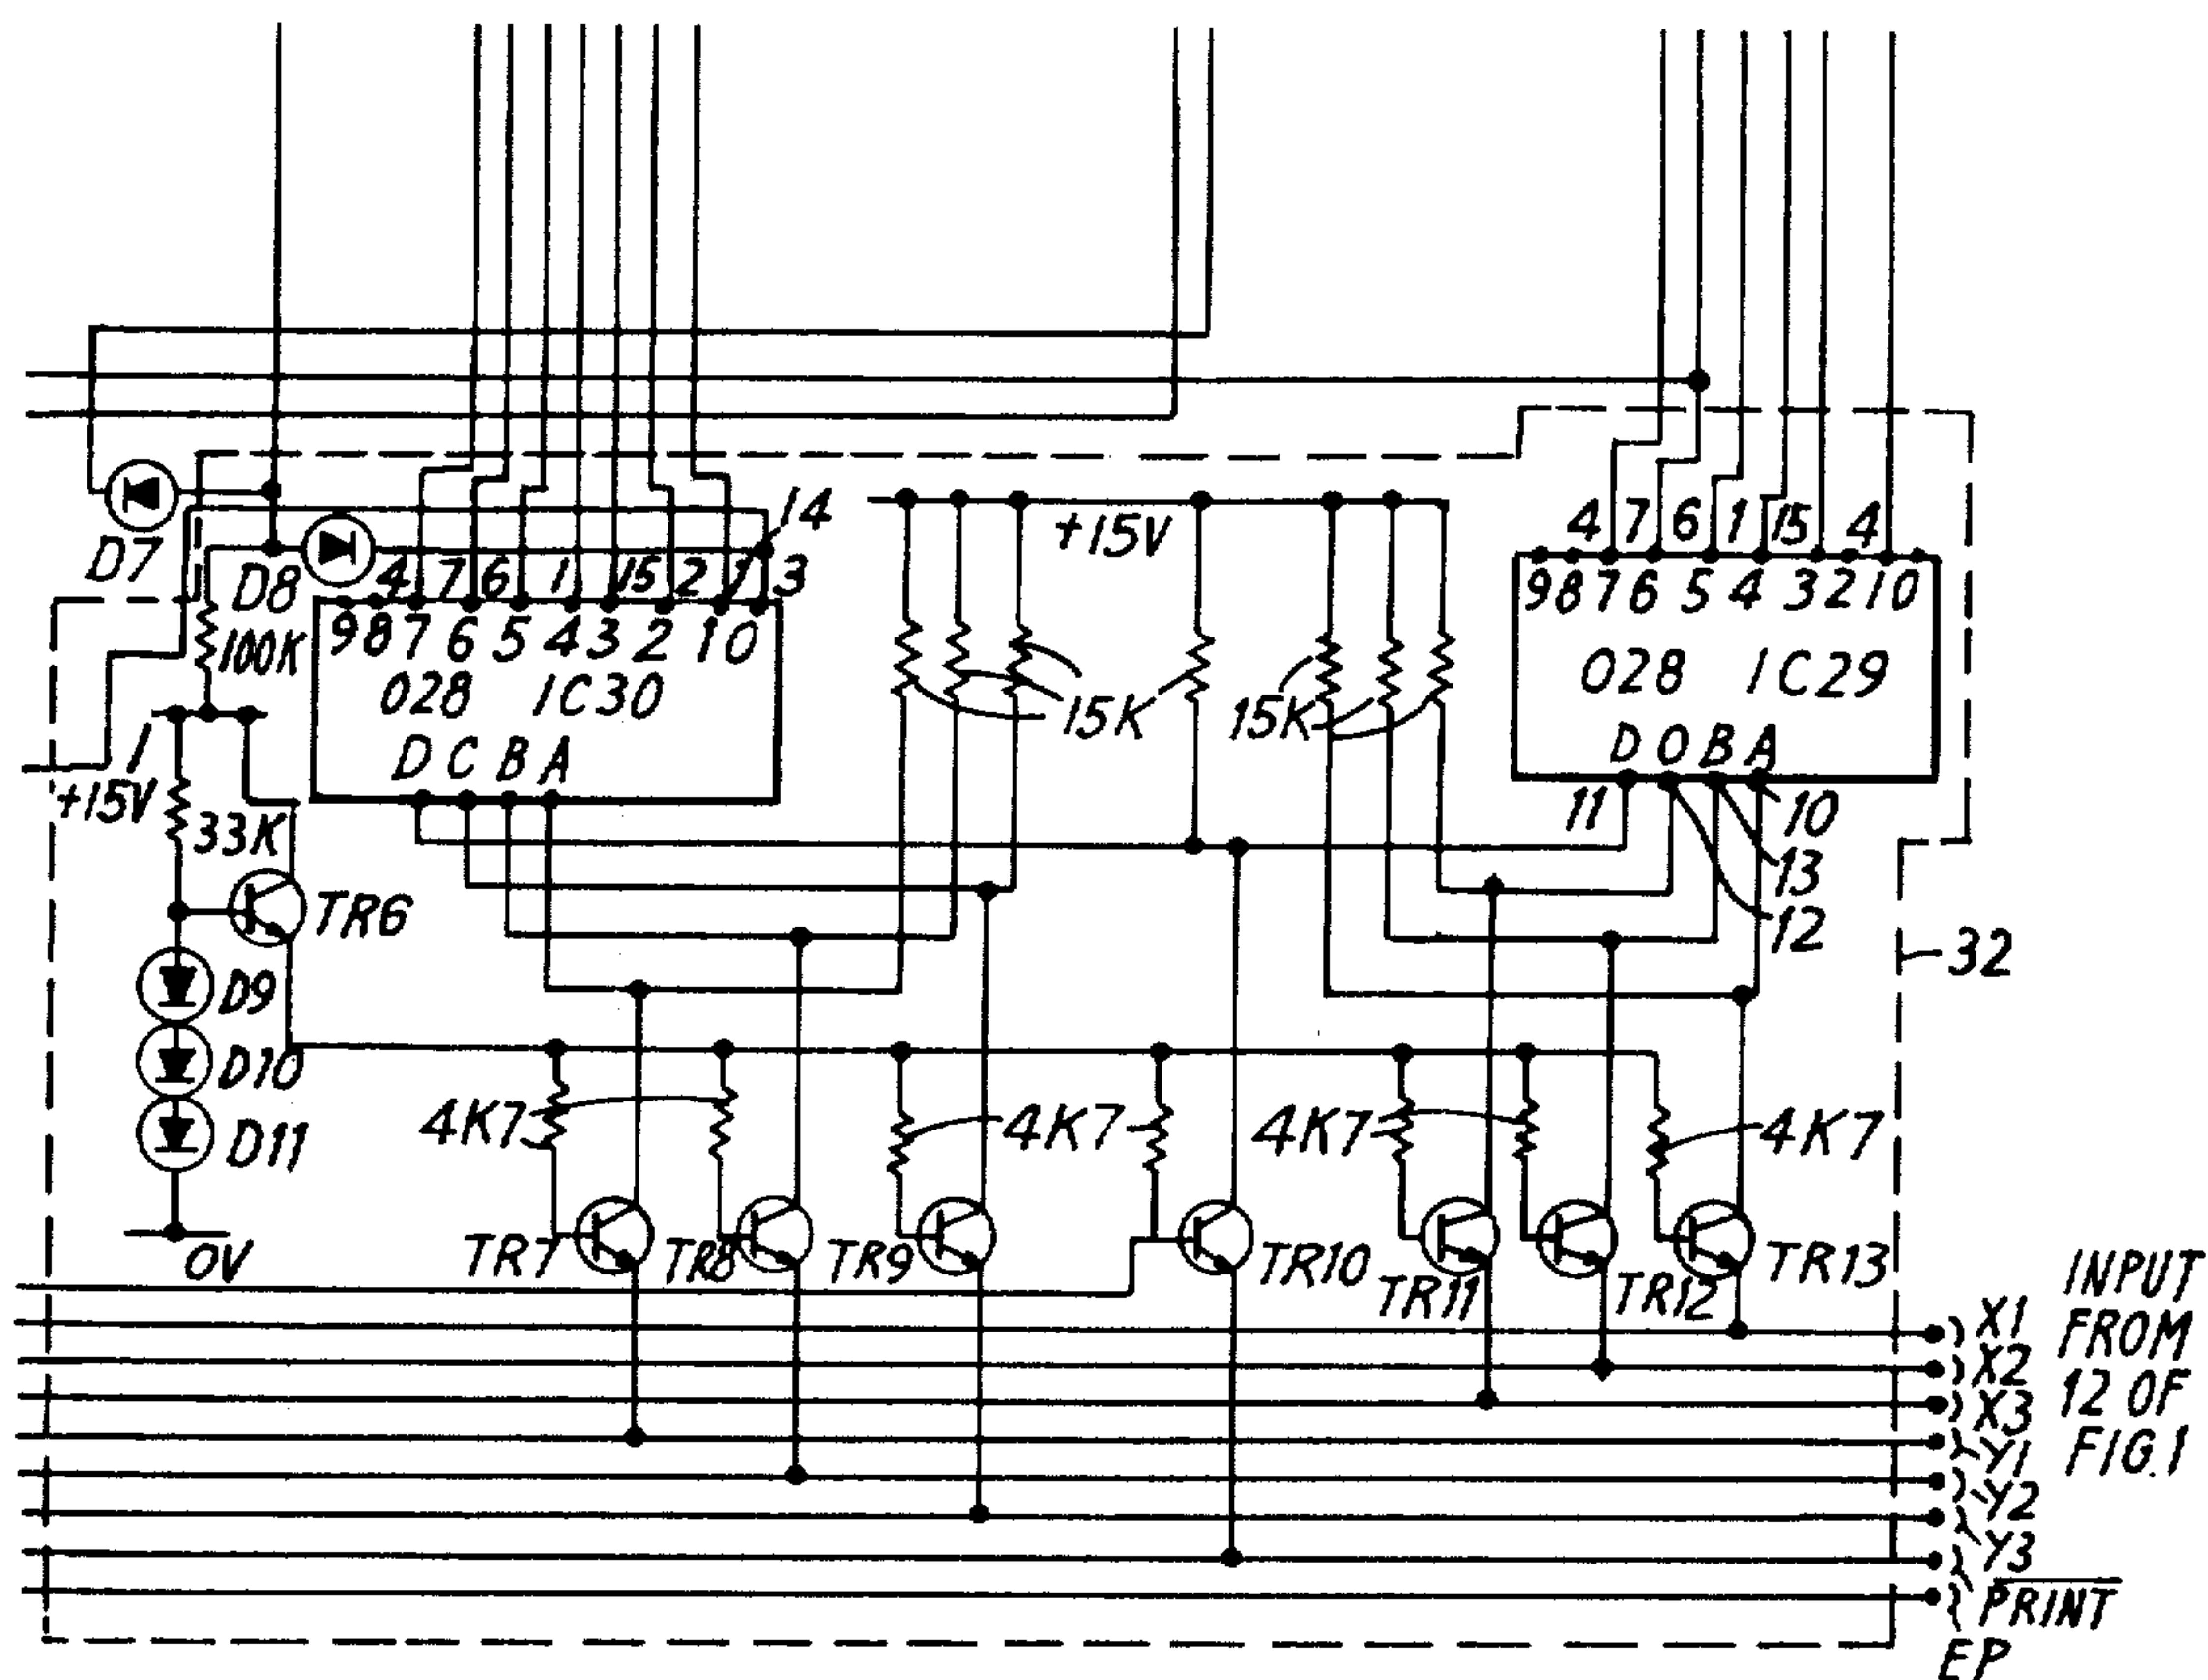 14
+15V
D7
D8
4 7 6 1 15 2 1 3
9 8 7 6 5 4 3 2 1 0
028 IC30
D C B A
100K
+15V
33K
TR6
D9
D10
D11
0V
15K
15K
4 7 6 1 15 4
9 8 7 6 5 4 3 2 1 0
028 IC29
D O B A
11
10
13
12
32
4K7
4K7
4K7
4K7
TR7
TR8
TR9
TR10
TR11
TR12
TR13
X1
X2
X3
Y1
Y2
Y3
PRINT
EP
INPUT
FROM
12 OF
FIG.1